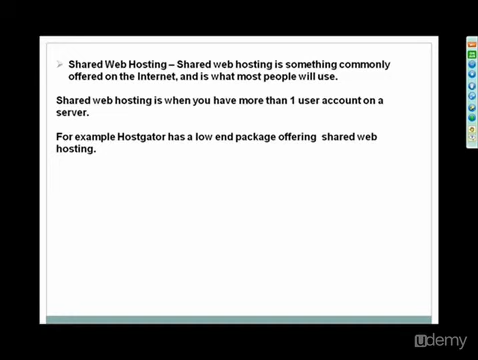 Shared Web Hosting – Shared web hosting is something commonly
offered on the Internet, and is what most people will use.
Shared web hosting is when you have more than 1 user account on a
server.
For example Hostgator has a low end package offering shared web
hosting.
udemy